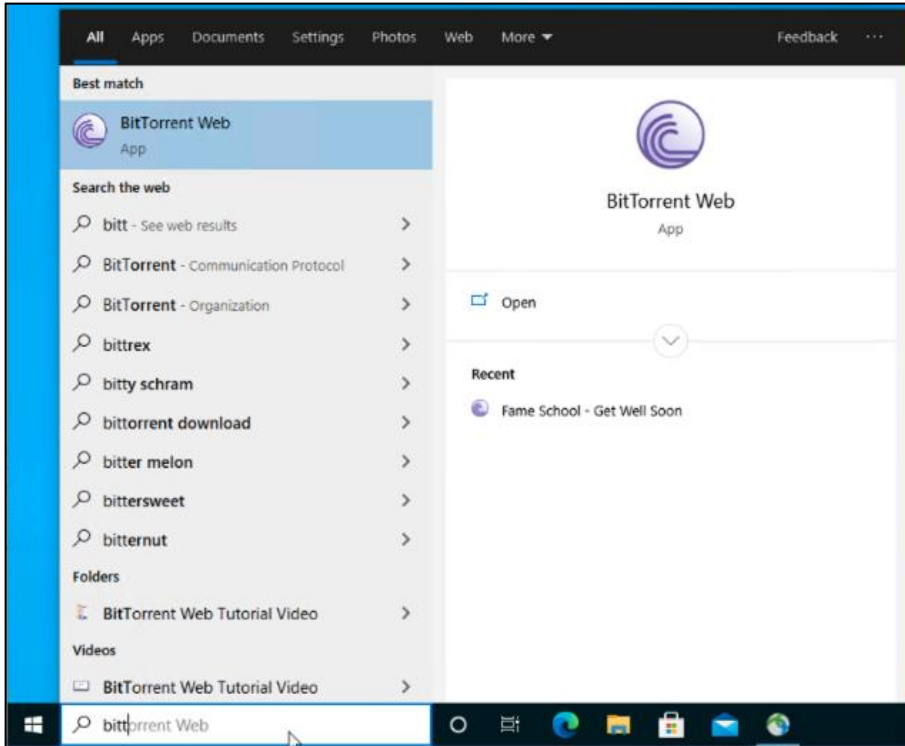 All Apps Documents Settings Photos Web More Feedback ...
Best match
BitTorrent Web
App
Search the web
bitt - See web results
BitTorrent - Communication Protocol
BitTorrent - Organization
bittrex
bitty schram
bittorrent download
bitter melon
bittersweet
bitternut
Folders
BitTorrent Web Tutorial Video
Videos
BitTorrent Web Tutorial Video
bittorrent Web
BitTorrent Web
App
Open
Recent
Fame School - Get Well Soon